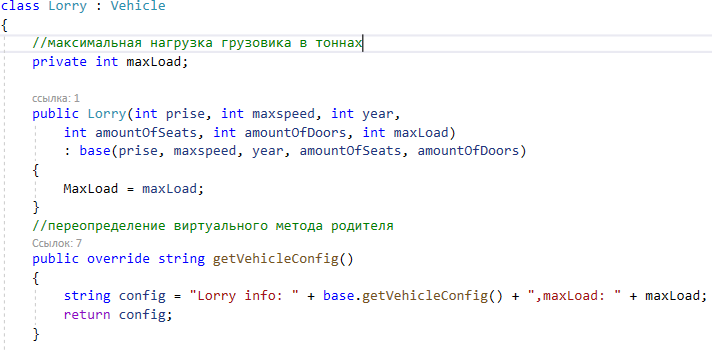 class Lorry : Vehicle
{
//максимальная нагрузка грузовика в тоннах
private int maxLoad;
ссылка: 1
public Lorry(int prise, int maxspeed, int year,
int amountOfSeats, int amountOfDoors, int maxLoad)
: base(prise, maxspeed, year, amountOfSeats, amountOfDoors)
{
MaxLoad = maxLoad;
}
//переопределение виртуального метода родителя
Ссылок: 7
public override string getVehicleConfig()
{
string config = "Lorry info: " + base.getVehicleConfig() + ",maxLoad: " + maxLoad;
return config;
}